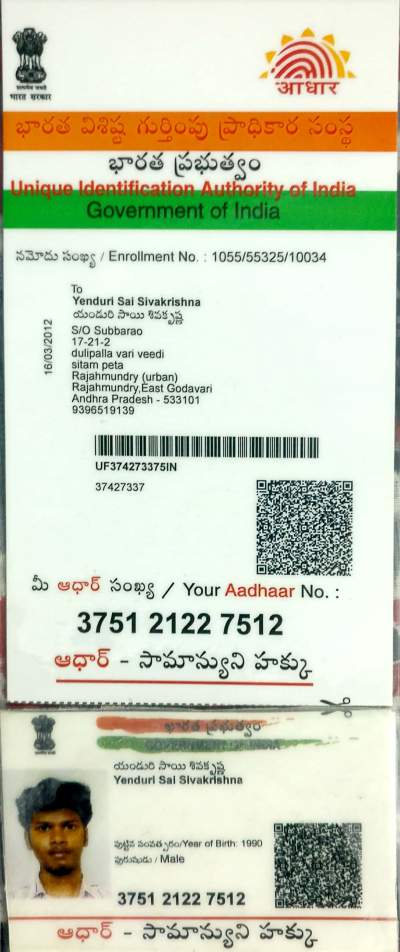 भारत सरकार
आधार
భారత విశిష్ట గుర్తింపు ప్రాధికార సంస్థ
భారత ప్రభుత్వం
Unique Identification Authority of India
Government of India
నమోదు సంఖ్య / Enrollment No. : 1055/55325/10034
16/03/2012
To
Yenduri Sai Sivakrishna
యండురి సాయి శివకృష్ణ
S/O Subbarao
17-21-2
dulipalla vari veedi
sitam peta
Rajahmundry (urban)
Rajahmundry,East Godavari
Andhra Pradesh - 533101
9396519139
UF374273375IN
37427337
మీ ఆధార్ సంఖ్య / Your Aadhaar No. :
3751 2122 7512
ఆధార్ - సామాన్యుని హక్కు
భారత ప్రభుత్వం
GOVERNMENT OF INDIA
యండురి సాయి శివకృష్ణ
Yenduri Sai Sivakrishna
పుట్టిన సంవత్సరం/Year of Birth: 1990
పురుషుడు / Male
3751 2122 7512
ఆధార్ - సామాన్యుని హక్కు